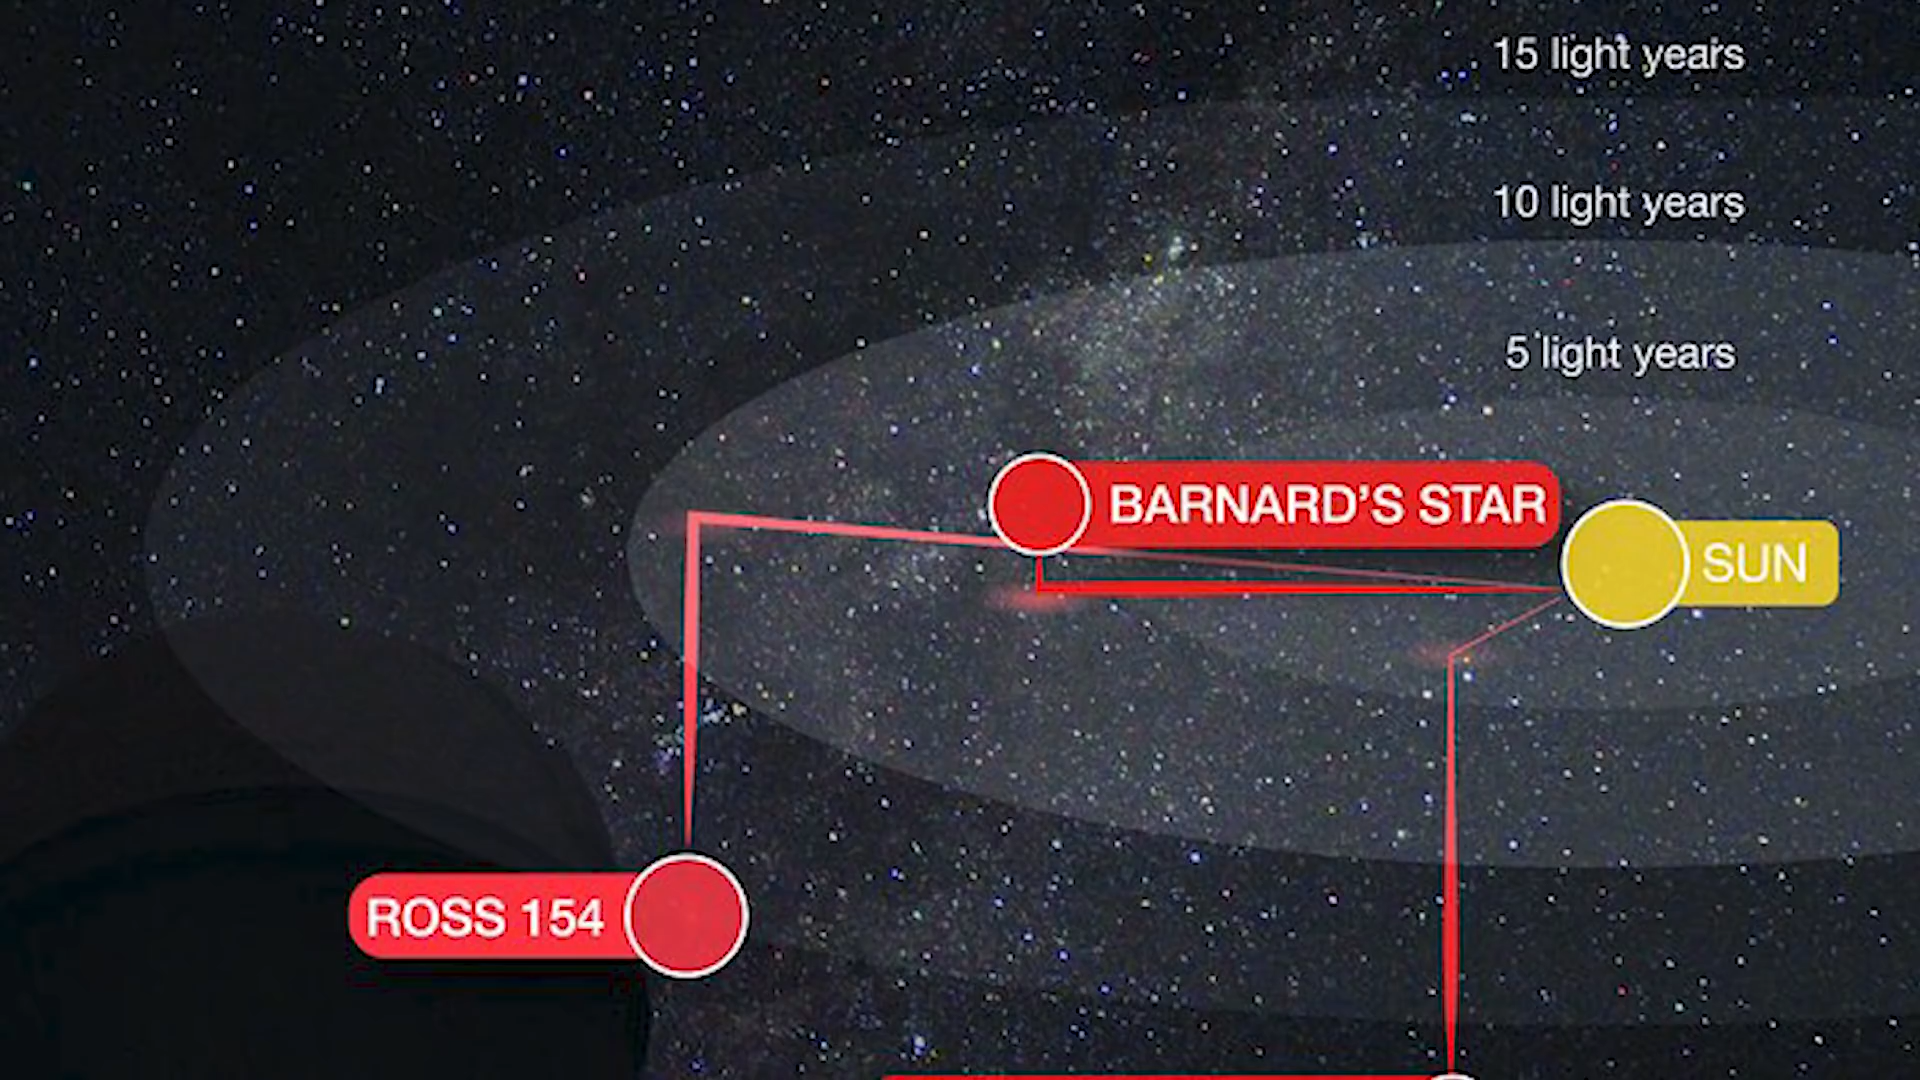 15 light years
10 light years
5 light years
BARNARD’S STAR
SUN
ROSS 154